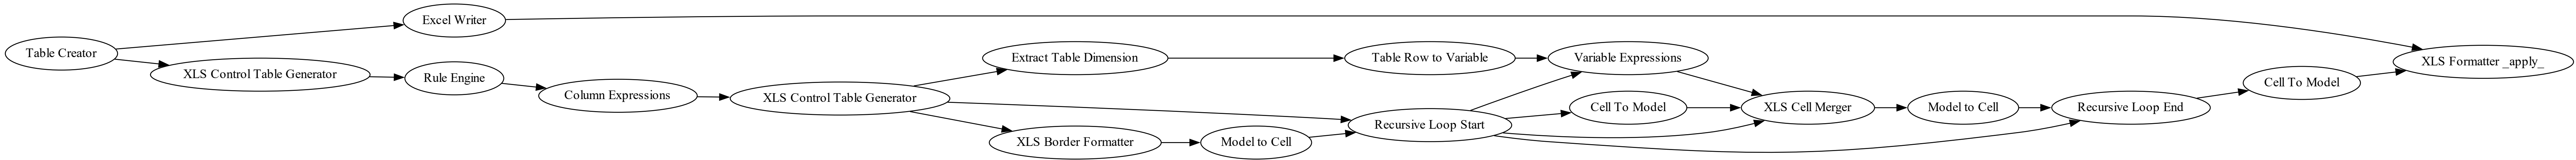 Table Creator
Excel Writer
XLS Control Table Generator
Rule Engine
Column Expressions
XLS Control Table Generator
Extract Table Dimension
XLS Border Formatter
Model to Cell
Table Row to Variable
Recursive Loop Start
Variable Expressions
Cell To Model
XLS Cell Merger
Model to Cell
Recursive Loop End
Cell To Model
XLS Formatter _apply_